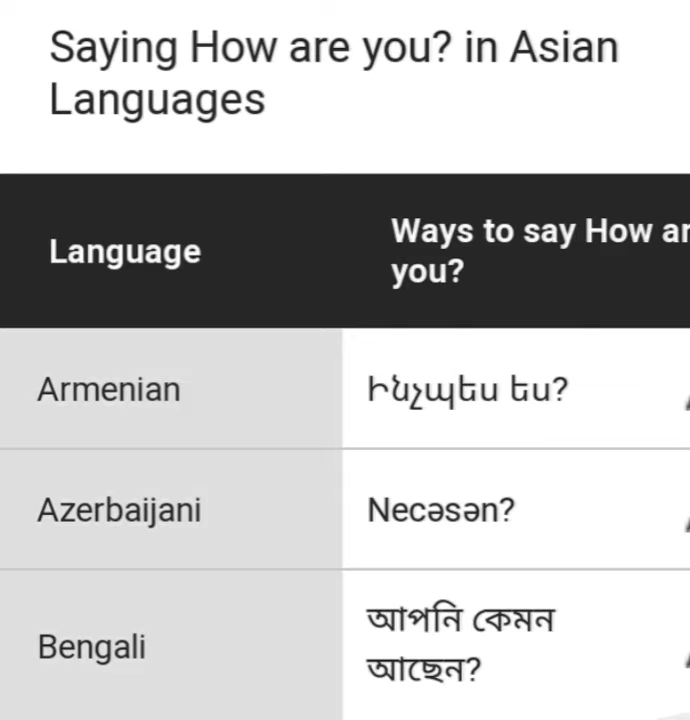 Saying How are you? in Asian
Languages
Language
Ways to say How
you?
Armenian
Ինչպես ես?
Azerbaijani
Necəsən?
Bengali
আপনি কেমন
আছেন?